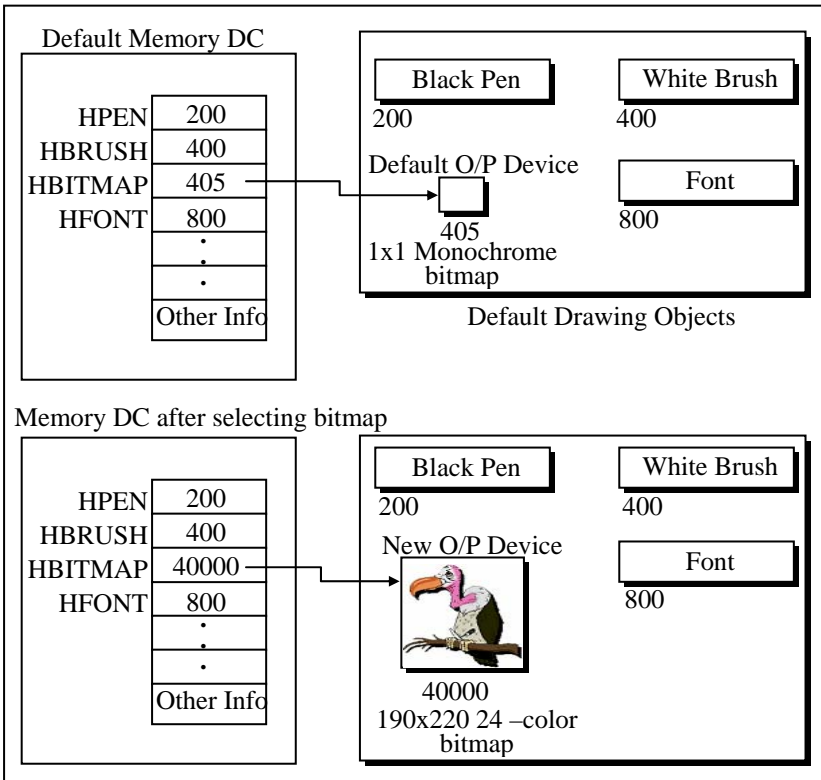 Default Memory DC
HPEN 200
HBRUSH 400
HBITMAP 405
HFONT 800
.
.
.
Other Info
Black Pen
200
White Brush
400
Default O/P Device
405
1x1 Monochrome
bitmap
Font
800
Default Drawing Objects
Memory DC after selecting bitmap
HPEN 200
HBRUSH 400
HBITMAP 40000
HFONT 800
.
.
.
Other Info
Black Pen
200
White Brush
400
New O/P Device
40000
190x220 24 –color
bitmap
Font
800